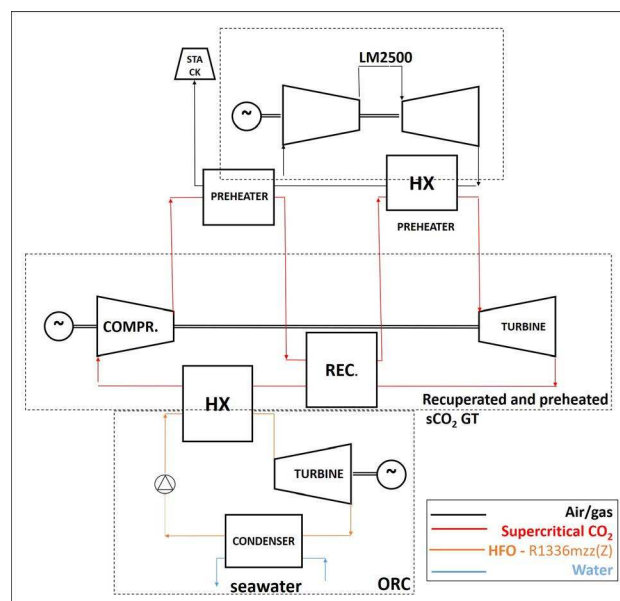 LM2500
STA
CK
~
PREHEATER
HX
PREHEATER
~
COMPR.
TURBINE
REC.
HX
Recuperated and preheated
sCO₂ GT
TURBINE
~
CONDENSER
seawater
ORC
Air/gas
Supercritical CO₂
HFO - R1336mzz(Z)
Water